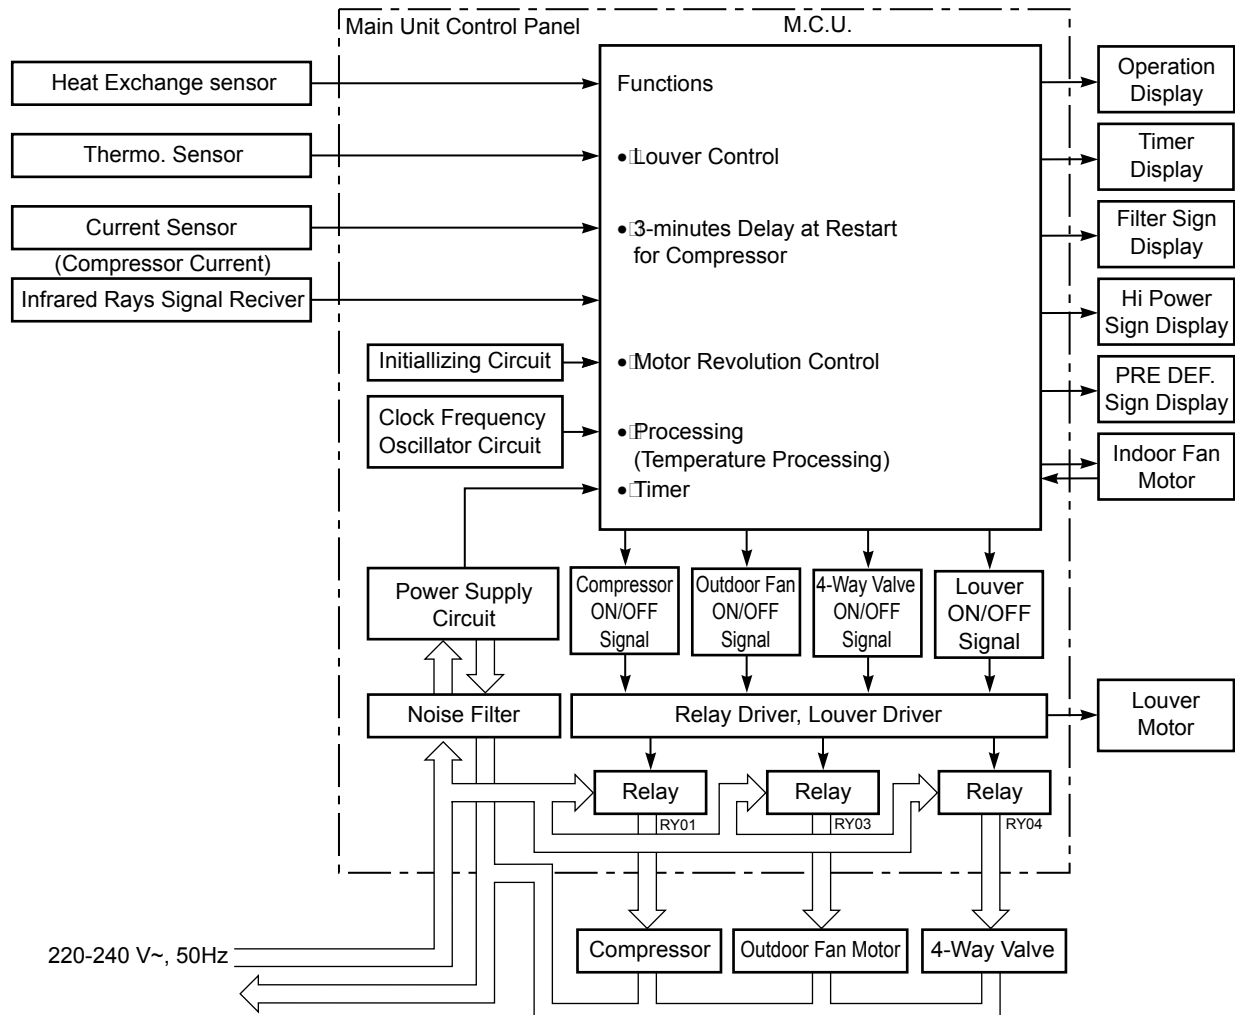 Main Unit Control Panel
M.C.U.
Heat Exchange sensor
Thermo. Sensor
Current Sensor
(Compressor Current)
Infrared Rays Signal Reciver
Initiallizing Circuit
Clock Frequency
Oscillator Circuit
Power Supply
Circuit
Noise Filter
Functions
• Louver Control
• 3-minutes Delay at Restart
for Compressor
• Motor Revolution Control
• Processing
(Temperature Processing)
• Timer
Operation
Display
Timer
Display
Filter Sign
Display
Hi Power
Sign Display
PRE DEF.
Sign Display
Indoor Fan
Motor
Compressor
ON/OFF
Signal
Outdoor Fan
ON/OFF
Signal
4-Way Valve
ON/OFF
Signal
Louver
ON/OFF
Signal
Relay Driver, Louver Driver
Louver
Motor
Relay
RY01
Relay
RY03
Relay
RY04
Compressor
Outdoor Fan Motor
4-Way Valve
220-240 V~, 50Hz